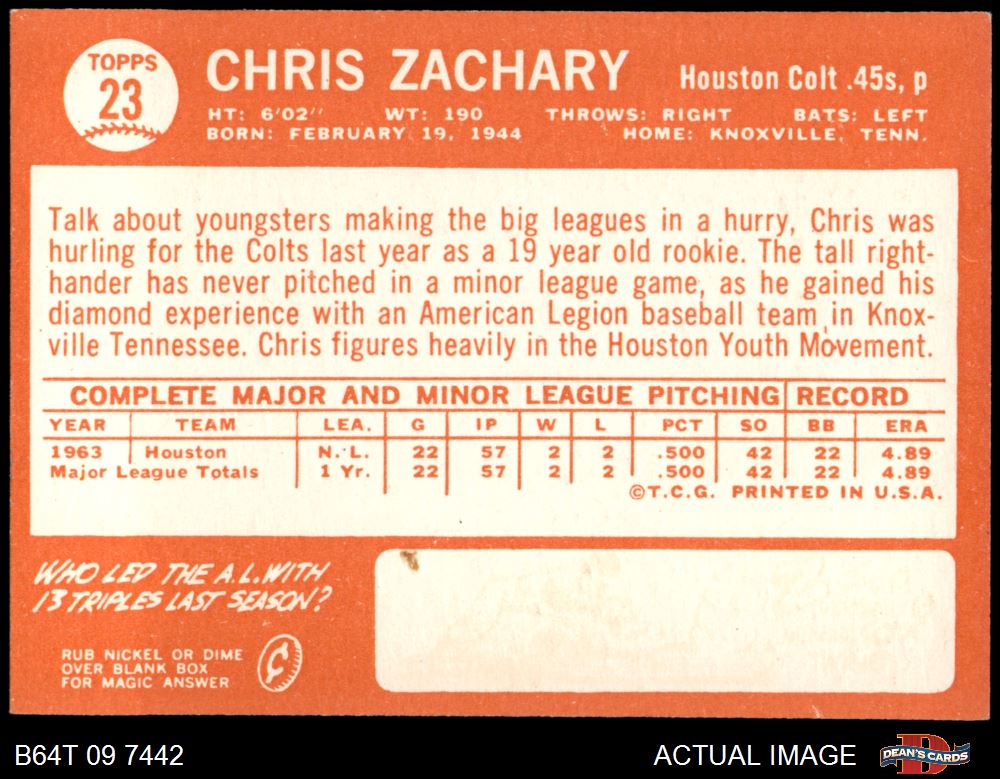 TOPPS
23
CHRIS ZACHARY
Houston Colt .45s, p
HT: 6'02" WT: 190 THROWS: RIGHT BATS: LEFT
BORN: FEBRUARY 19, 1944 HOME: KNOXVILLE, TENN.
Talk about youngsters making the big leagues in a hurry, Chris was
hurling for the Colts last year as a 19 year old rookie. The tall right-
hander has never pitched in a minor league game, as he gained his
diamond experience with an American Legion baseball team in Knox-
ville Tennessee. Chris figures heavily in the Houston Youth Movement.
COMPLETE MAJOR AND MINOR LEAGUE PITCHING RECORD
YEAR TEAM LEA. G IP W L PCT SO BB ERA
1963 Houston N. L. 22 57 2 2 .500 42 22 4.89
Major League Totals 1 Yr. 22 57 2 2 .500 42 22 4.89
©T.C.G. PRINTED IN U.S.A.
WHO LED THE A.L. WITH
13 TRIPLES LAST SEASON?
RUB NICKEL OR DIME
OVER BLANK BOX
FOR MAGIC ANSWER
¢
B64T 09 7442
ACTUAL IMAGE
D
DEAN'S CARDS